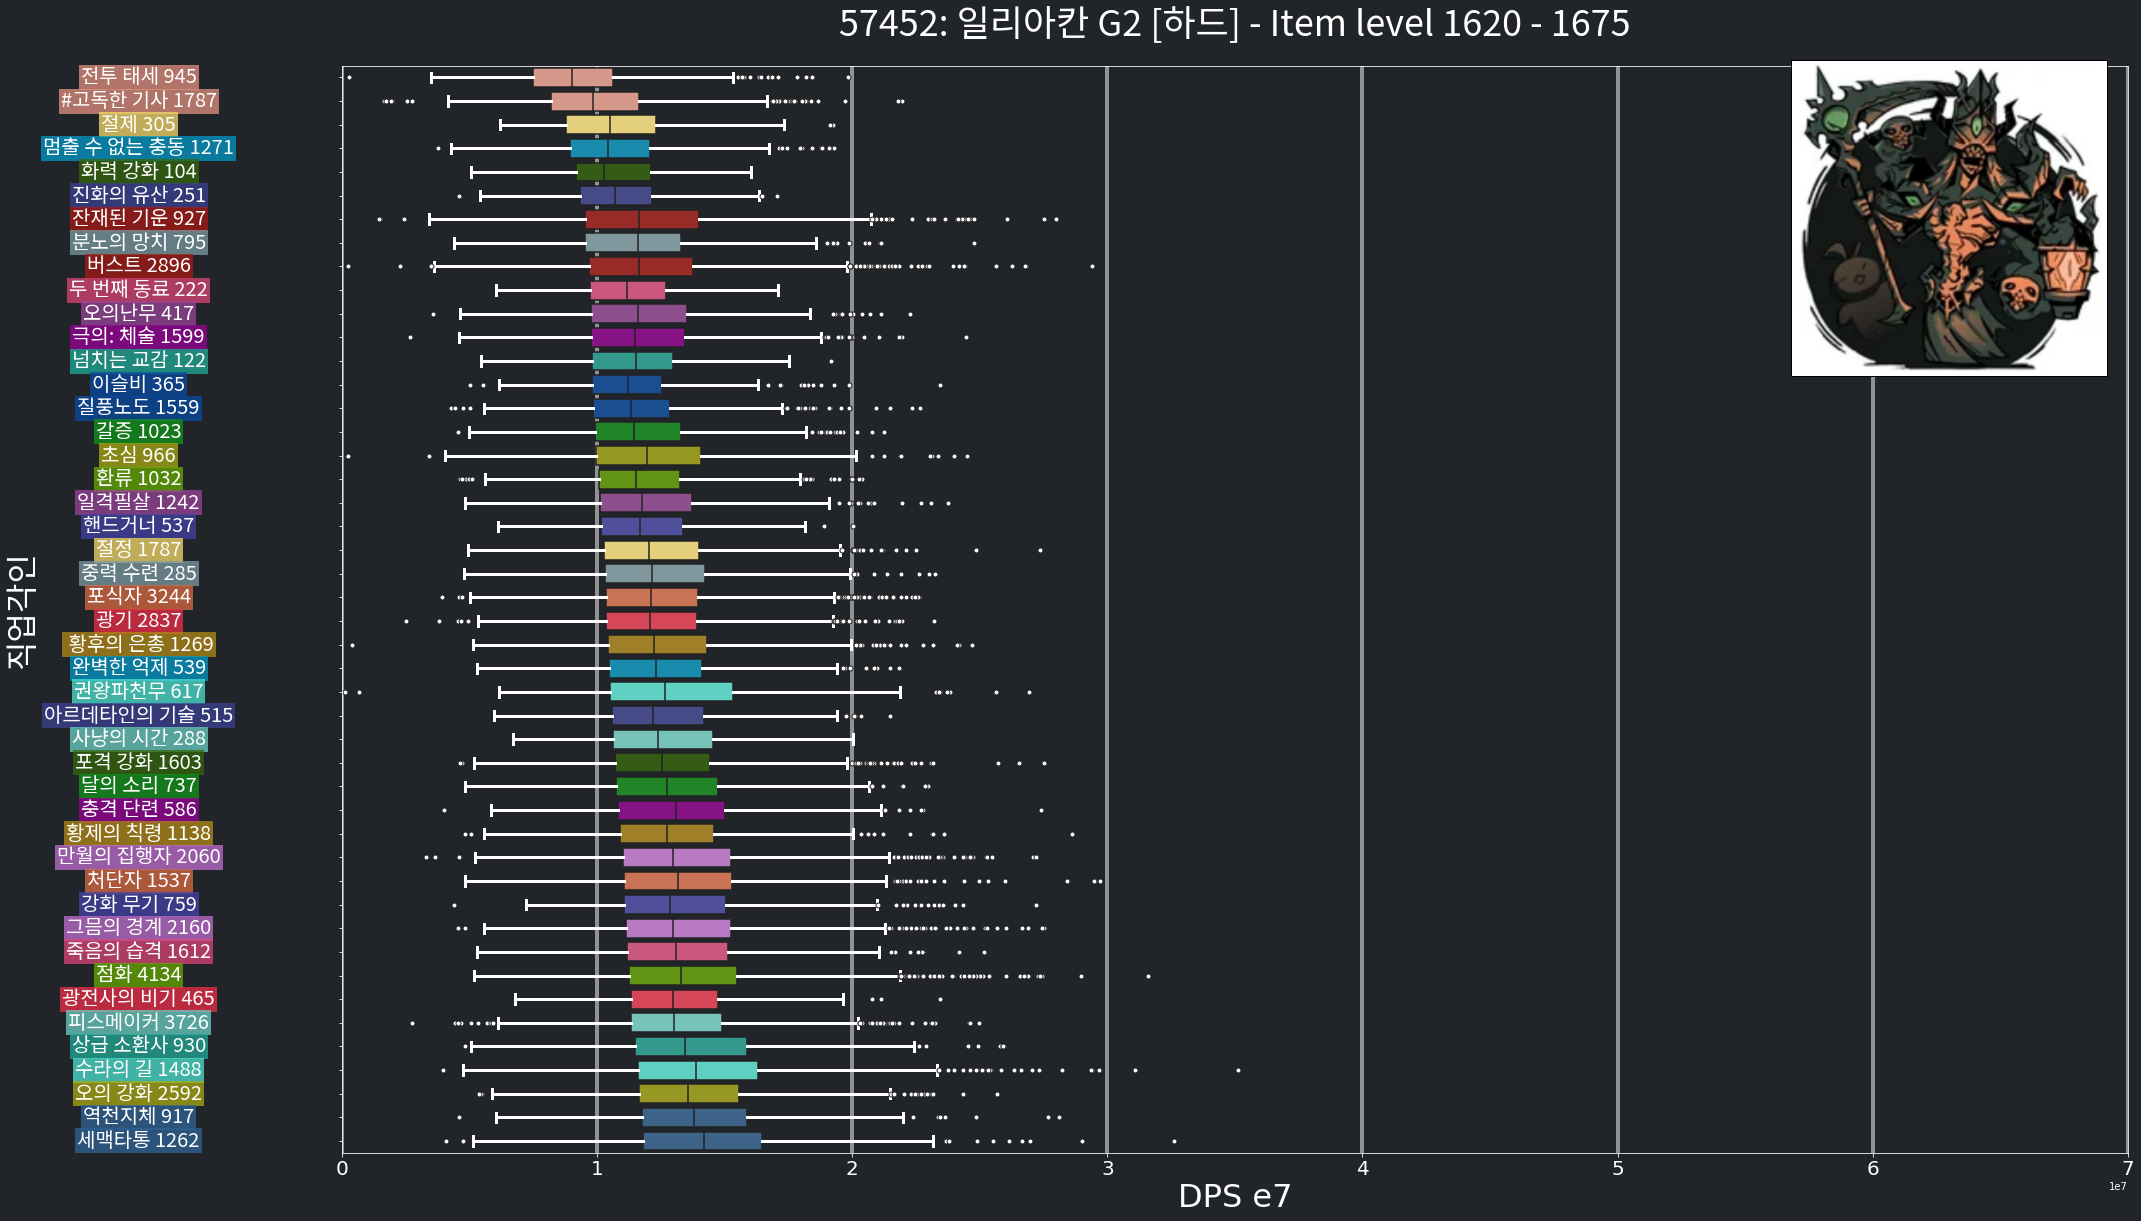 57452: 일리아칸 G2 [하드] - Item level 1620 - 1675
전투 태세 945
#고독한 기사 1787
절제 305
멈출 수 없는 충동 1271
화력 강화 104
진화의 유산 251
잔재된 기운 927
분노의 망치 795
버스트 2896
두 번째 동료 222
오의난무 417
극의: 체술 1599
넘치는 교감 122
이슬비 365
질풍노도 1559
갈증 1023
초심 966
환류 1032
일격필살 1242
핸드거너 537
절정 1787
중력 수련 285
포식자 3244
광기 2837
황후의 은총 1269
완벽한 억제 539
권왕파천무 617
아르데타인의 기술 515
사냥의 시간 288
포격 강화 1603
달의 소리 737
충격 단련 586
황제의 칙령 1138
만월의 집행자 2060
처단자 1537
강화 무기 759
그믐의 경계 2160
죽음의 습격 1612
점화 4134
광전사의 비기 465
피스메이커 3726
상급 소환사 930
수라의 길 1488
오의 강화 2592
역천지체 917
세맥타통 1262
직업각인
0 1 2 3 4 5 6 7
1e7
DPS e7